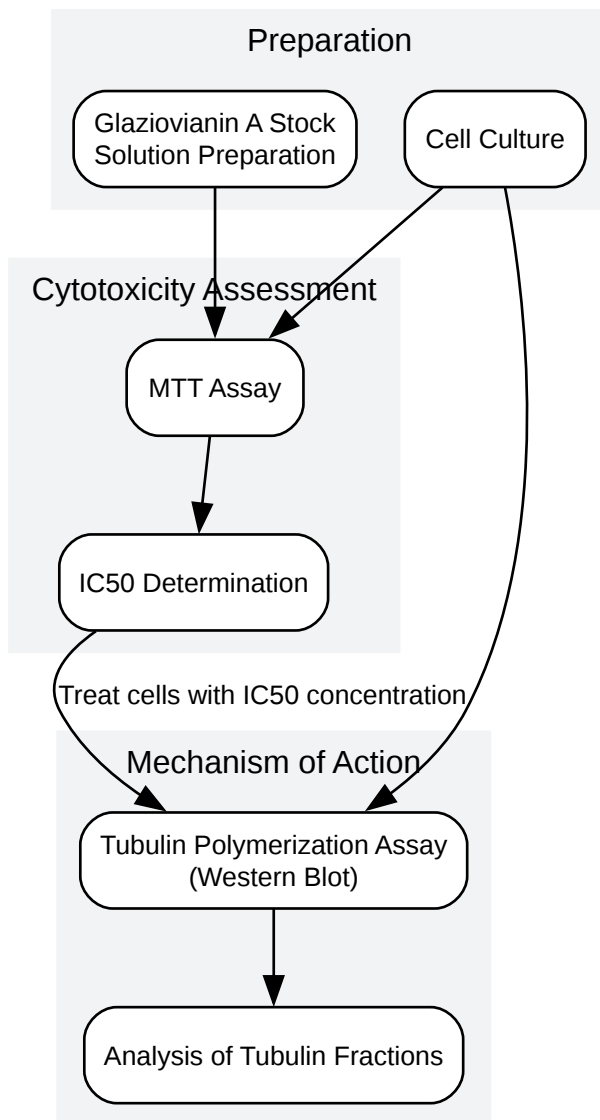 Preparation
Glaziovianin A Stock
Solution Preparation
Cell Culture
Cytotoxicity Assessment
MTT Assay
IC50 Determination
Treat cells with IC50 concentration
Mechanism of Action
Tubulin Polymerization Assay
(Western Blot)
Analysis of Tubulin Fractions